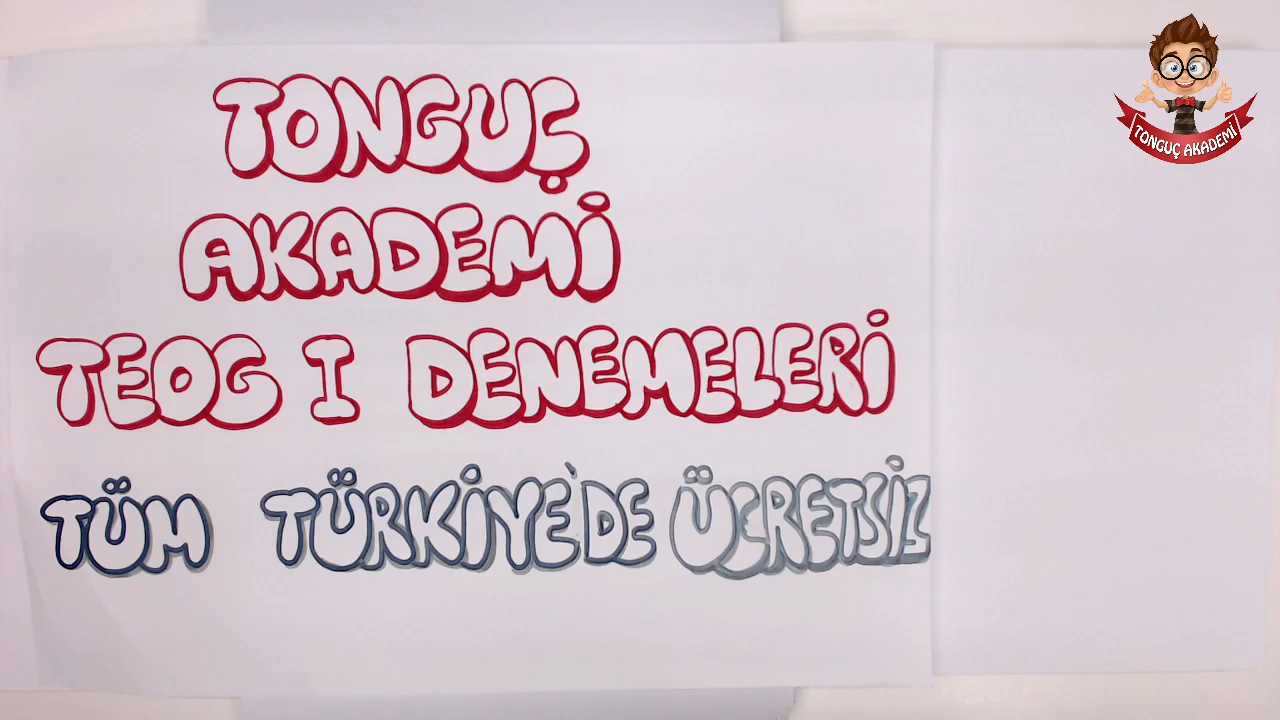 TONGUÇ
AKADEMİ
TEOG I DENEMELERİ
TÜM TÜRKİYE'DE ÜCRETSİZ
TONGUÇ AKADEMİ